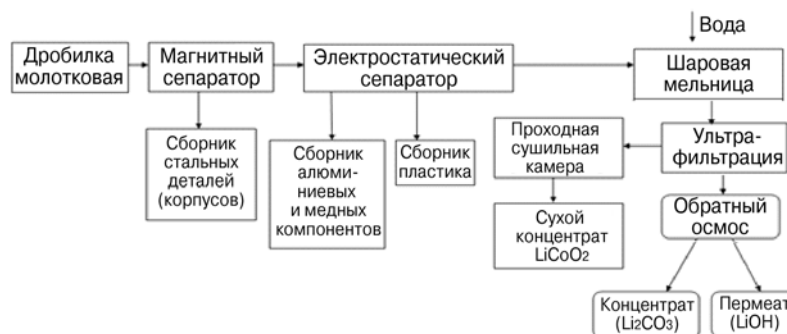 Вода
Дробилка
молотковая
Магнитный
сепаратор
Электростатический
сепаратор
Шаровая
мельница
Сборник
стальных
деталей
(корпусов)
Сборник
алюми-
ниевых
и медных
компонентов
Сборник
пластика
Проходная
сушильная
камера
Ультра-
фильтрация
Сухой
концентрат
LiCoO2
Обратный
осмос
Концентрат
(Li2CO3)
Пермеат
(LiOH)